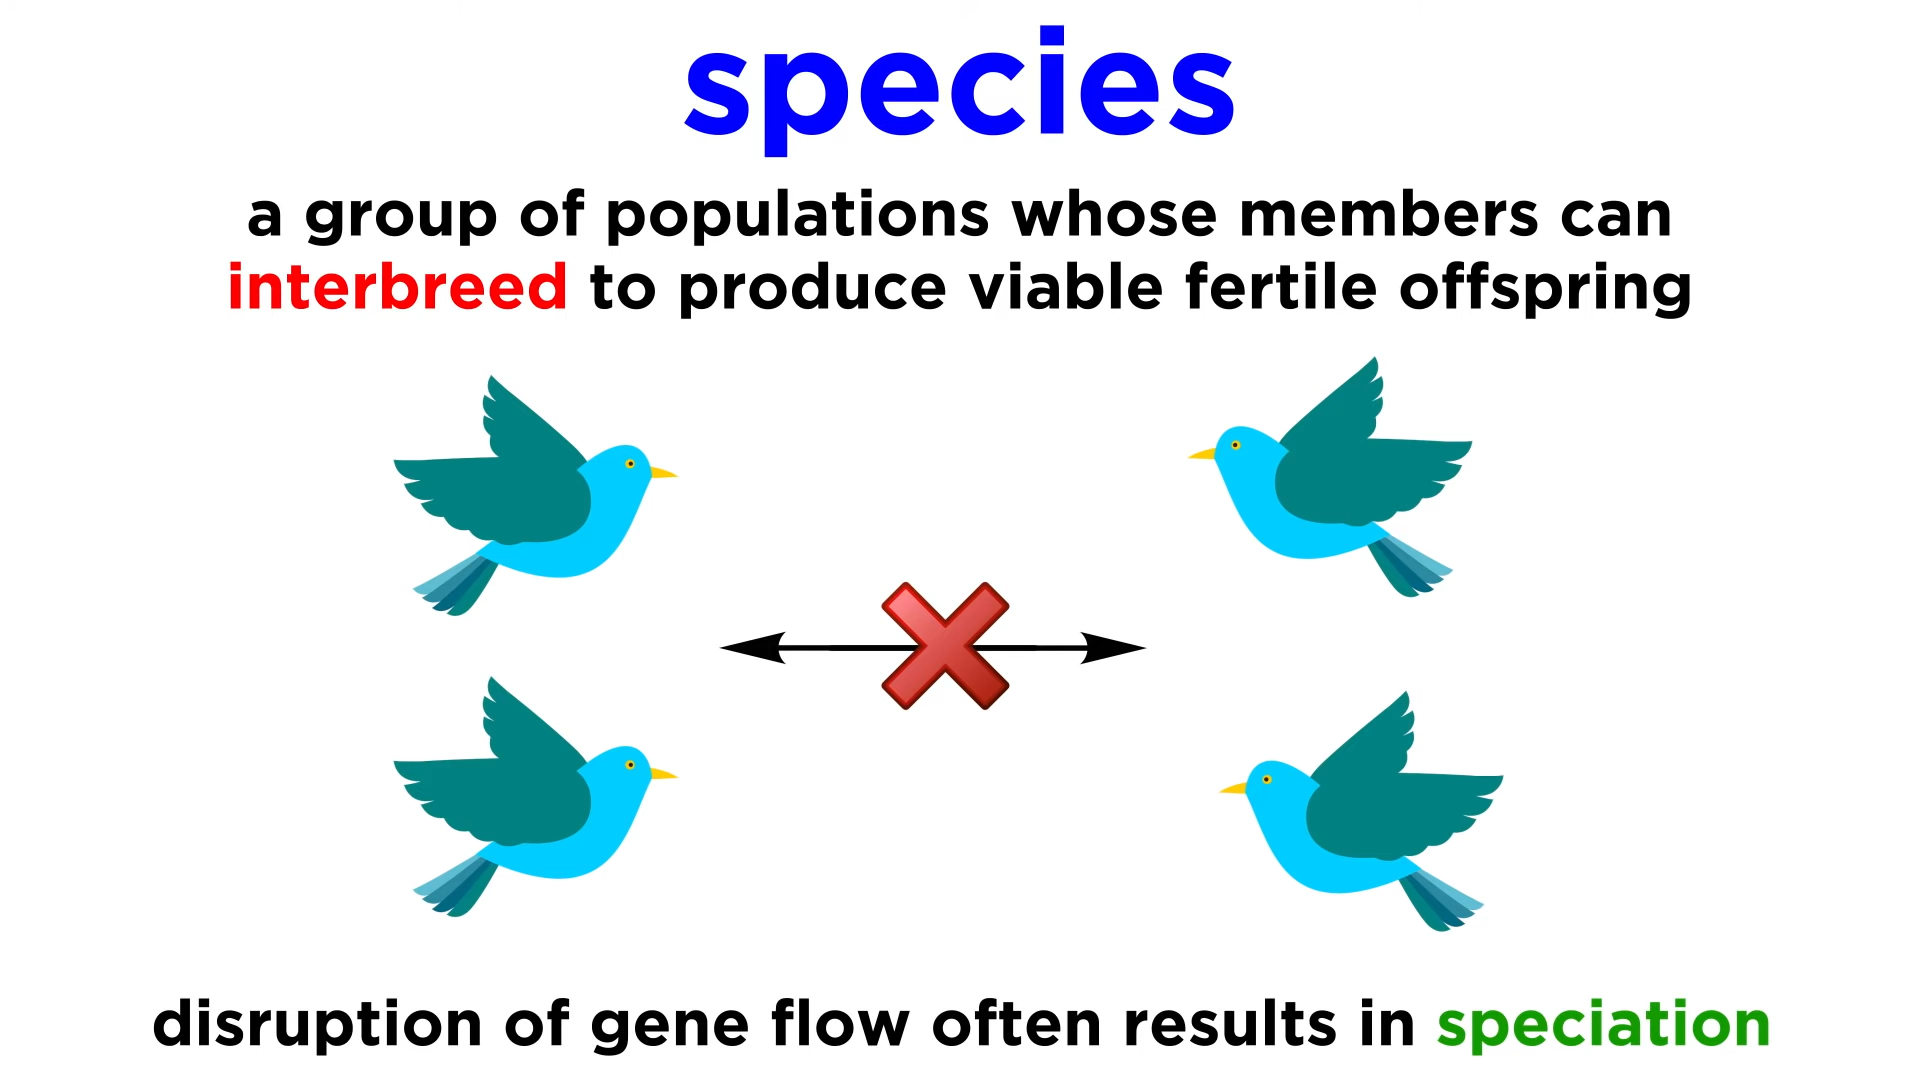 species
a group of populations whose members can
interbreed to produce viable fertile offspring
disruption of gene flow often results in speciation